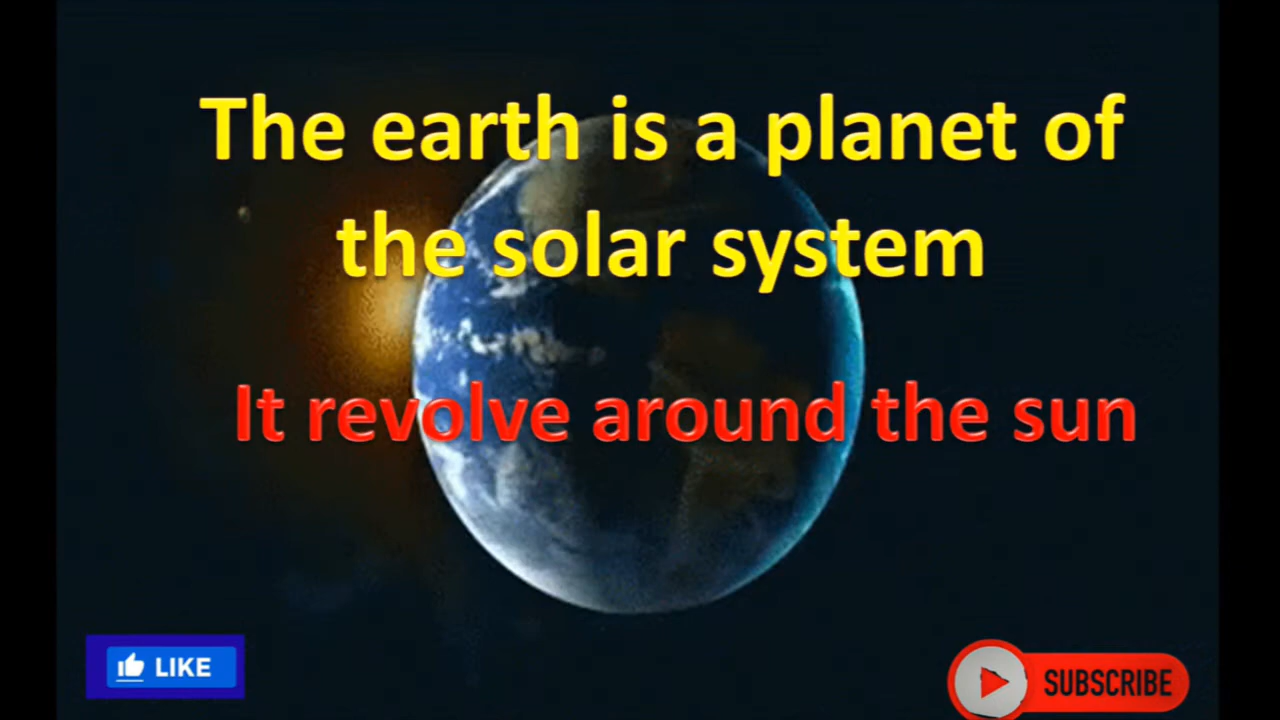 The earth is a planet of
the solar system
It revolve around the sun
LIKE
SUBSCRIBE